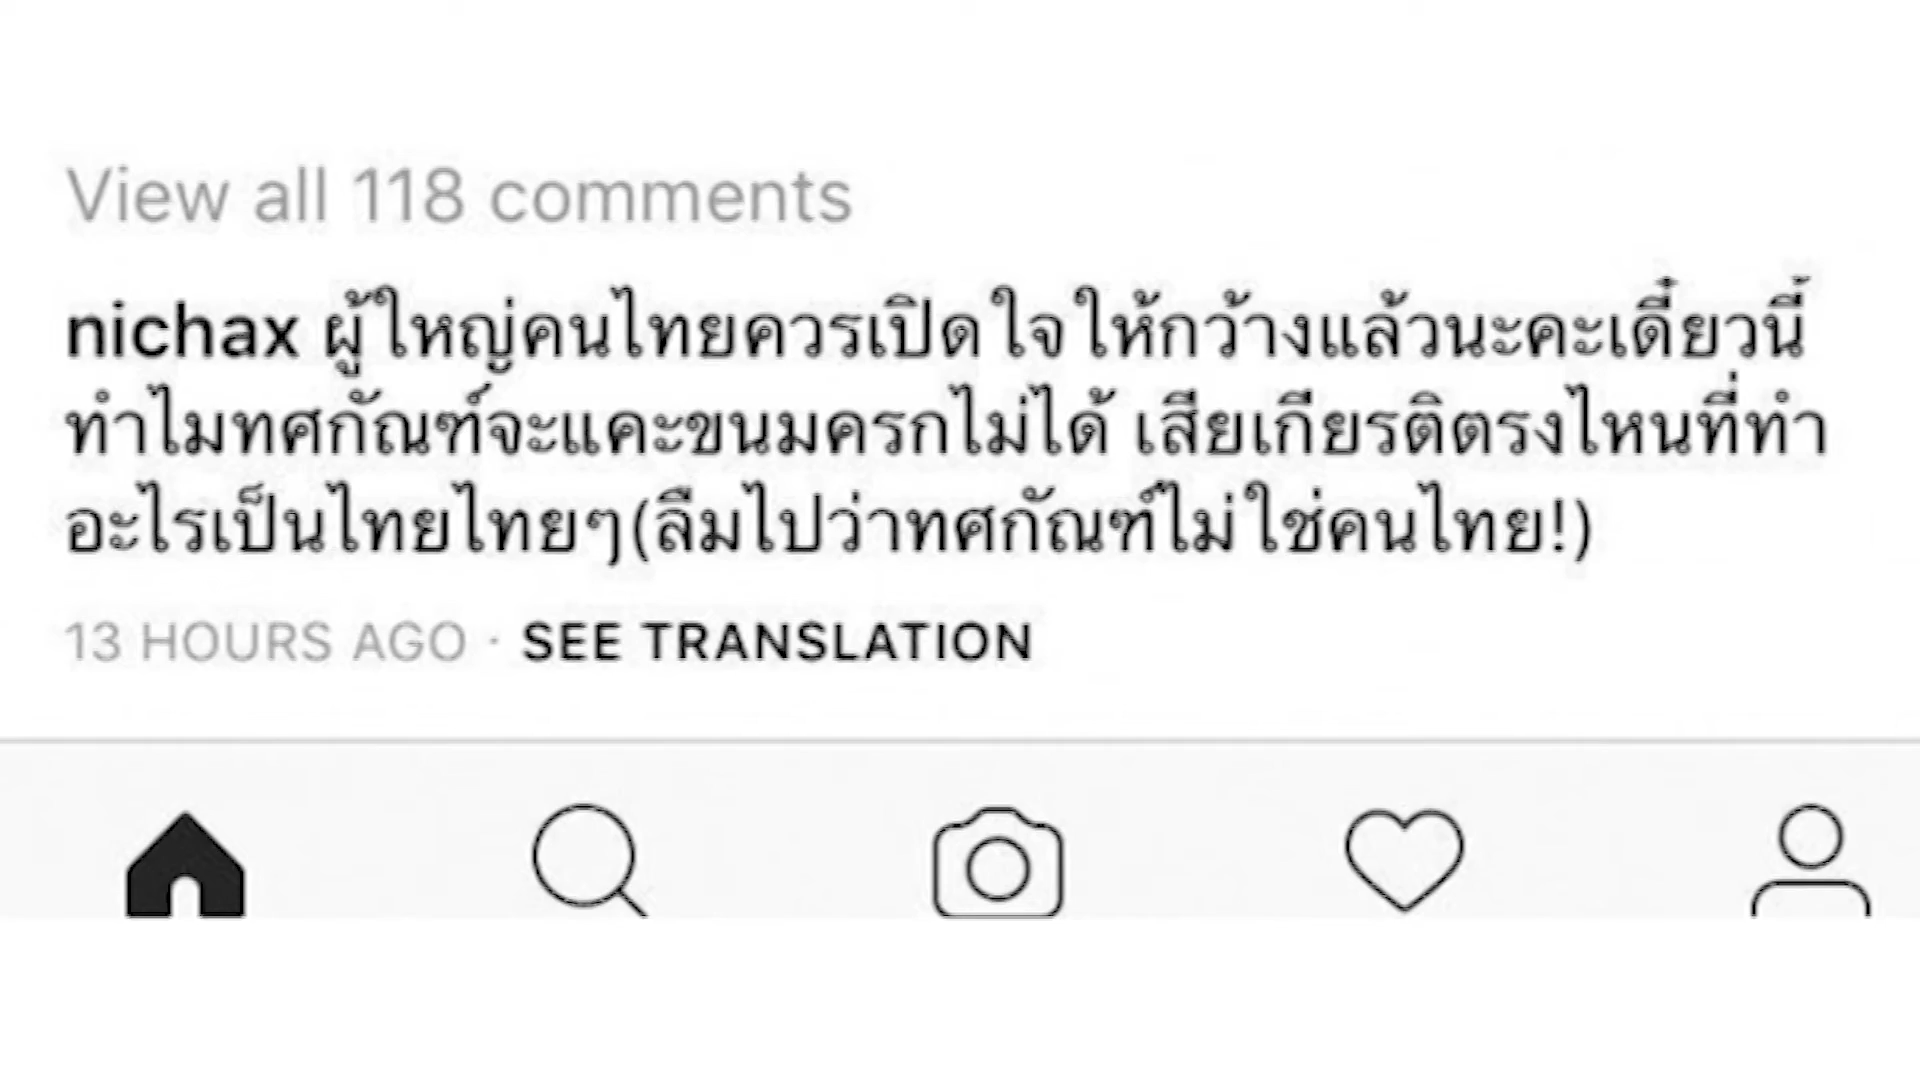 View all 118 comments
nichax ผู้ใหญ่คนไทยควรเปิดใจให้กว้างแล้วนะคะเดี๋ยวนี้
ทำไมทศกัณฑ์จะแคะขนมครกไม่ได้ เสียเกียรติตรงไหนที่ทำ
อะไรเป็นไทยไทยๆ(ลืมไปว่าทศกัณฑ์ไม่ใช่คนไทย!)
13 HOURS AGO · SEE TRANSLATION